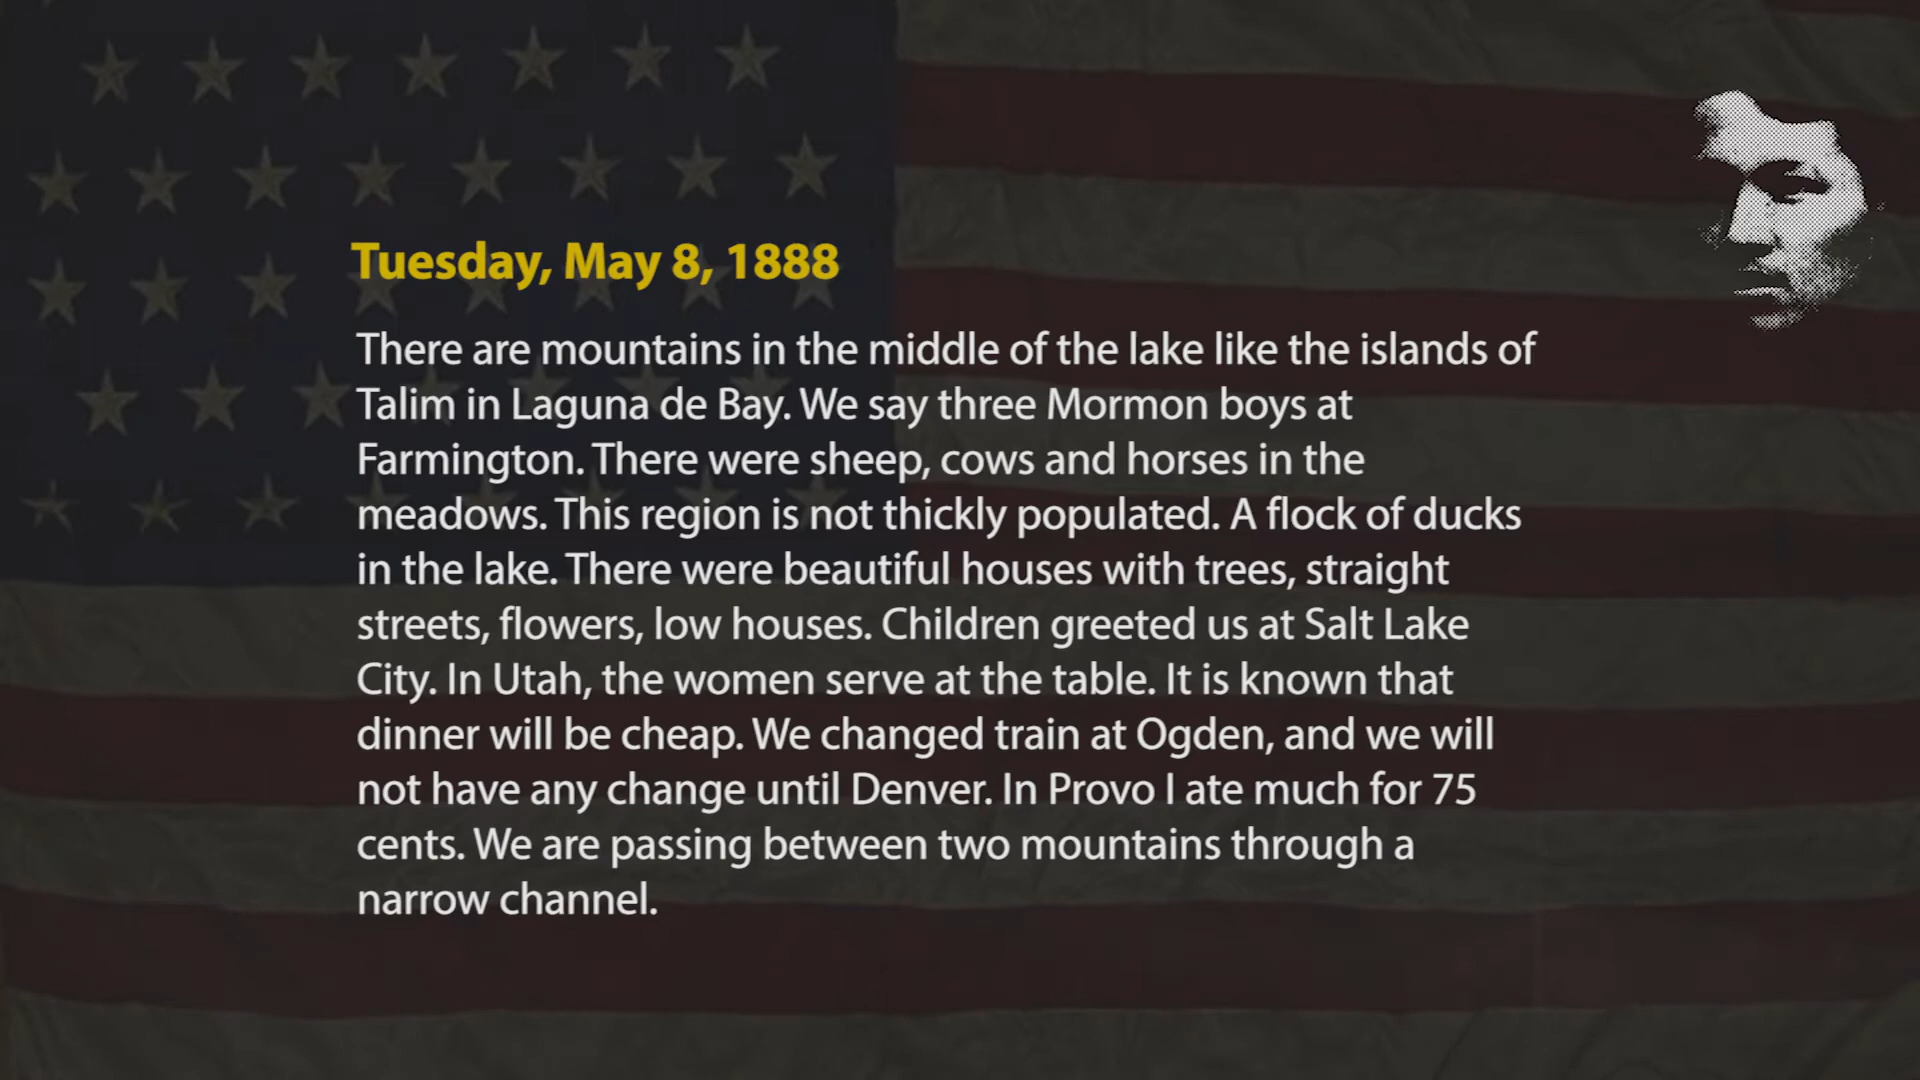 Tuesday, May 8, 1888
There are mountains in the middle of the lake like the islands of
Talim in Laguna de Bay. We say three Mormon boys at
Farmington. There were sheep, cows and horses in the
meadows. This region is not thickly populated. A flock of ducks
in the lake. There were beautiful houses with trees, straight
streets, flowers, low houses. Children greeted us at Salt Lake
City. In Utah, the women serve at the table. It is known that
dinner will be cheap. We changed train at Ogden, and we will
not have any change until Denver. In Provo I ate much for 75
cents. We are passing between two mountains through a
narrow channel.